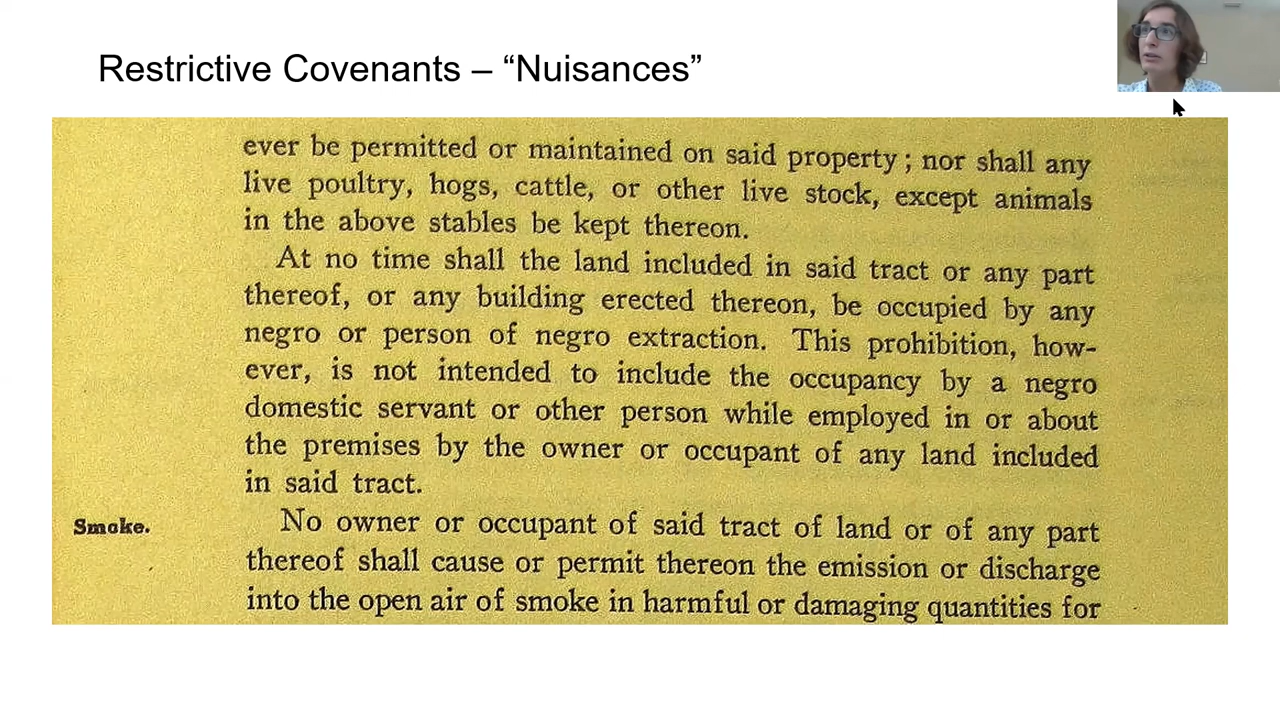 Restrictive Covenants – “Nuisances”
ever be permitted or maintained on said property; nor shall any
live poultry, hogs, cattle, or other live stock, except animals
in the above stables be kept thereon.
At no time shall the land included in said tract or any part
thereof, or any building erected thereon, be occupied by any
negro or person of negro extraction. This prohibition, how-
ever, is not intended to include the occupancy by a negro
domestic servant or other person while employed in or about
the premises by the owner or occupant of any land included
in said tract.
Smoke.
No owner or occupant of said tract of land or of any part
thereof shall cause or permit thereon the emission or discharge
into the open air of smoke in harmful or damaging quantities for